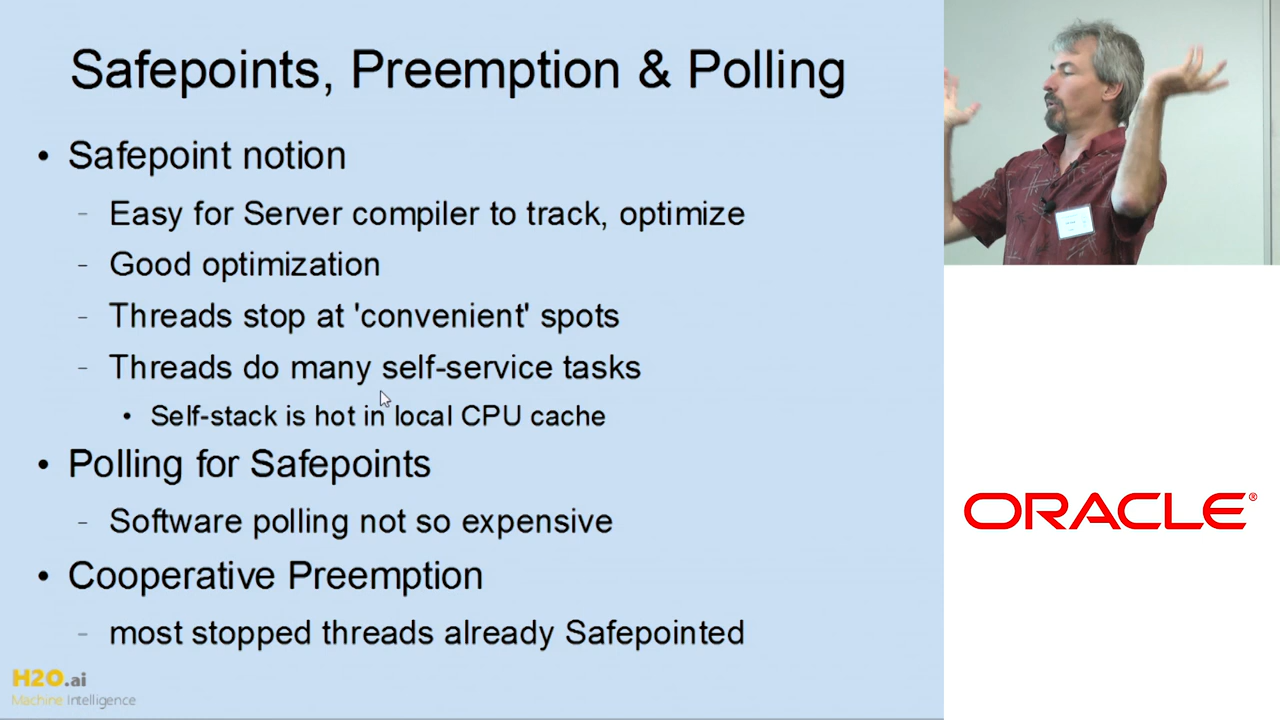 Safepoints, Preemption & Polling
• Safepoint notion
- Easy for Server compiler to track, optimize
- Good optimization
- Threads stop at 'convenient' spots
- Threads do many self-service tasks
• Self-stack is hot in local CPU cache
• Polling for Safepoints
- Software polling not so expensive
• Cooperative Preemption
- most stopped threads already Safepointed
H2O.ai
Machine Intelligence
ORACLE®